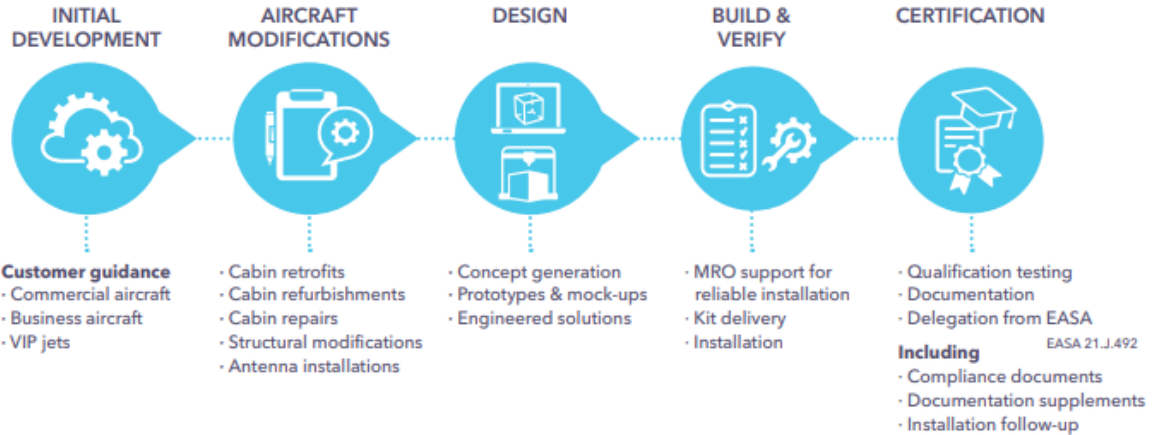 INITIAL
DEVELOPMENT
AIRCRAFT
MODIFICATIONS
DESIGN
BUILD &
VERIFY
CERTIFICATION
Customer guidance
· Commercial aircraft
· Business aircraft
· VIP jets
· Cabin retrofits
· Cabin refurbishments
· Cabin repairs
· Structural modifications
· Antenna installations
· Concept generation
· Prototypes & mock-ups
· Engineered solutions
· MRO support for
reliable installation
· Kit delivery
· Installation
· Qualification testing
· Documentation
· Delegation from EASA
EASA 21.J.492
Including
· Compliance documents
· Documentation supplements
· Installation follow-up